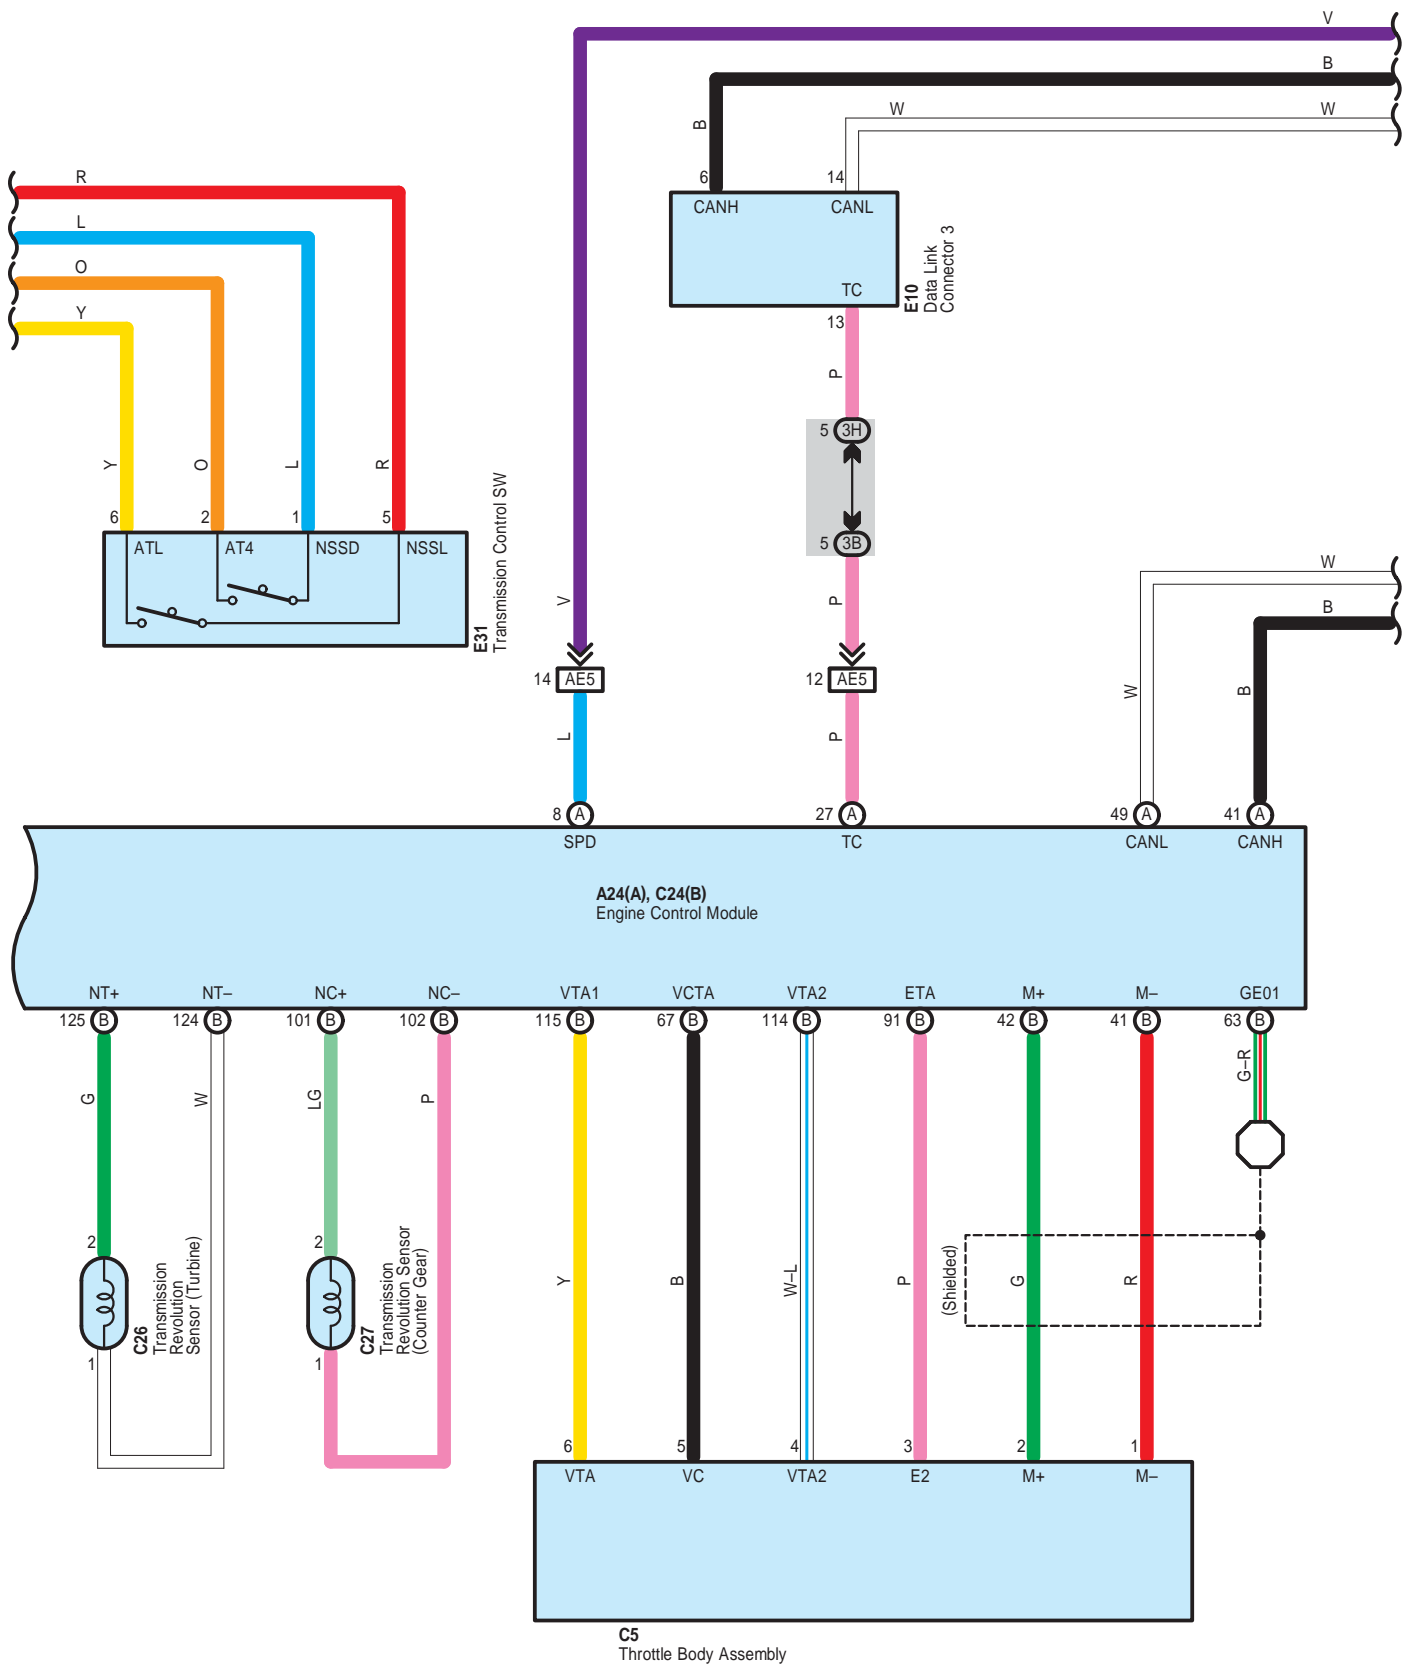 V
B
W
W
B
6
14
CANH
CANL
E10
Data Link
Connector 3
TC
13
P
R
L
O
Y
5 3H
5 3B
Y
O
L
R
6
2
1
5
ATL
AT4
NSSD
NSSL
E31
Transmission Control SW
V
P
W
B
14 AE5
12 AE5
L
P
W
B
8 A
27 A
49 A
41 A
SPD
TC
CANL
CANH
A24(A), C24(B)
Engine Control Module
NT+
NT–
NC+
NC–
VTA1
VCTA
VTA2
ETA
M+
M–
GE01
125 B
124 B
101 B
102 B
115 B
67 B
114 B
91 B
42 B
41 B
63 B
G
W
LG
P
G–R
2
2
C26
Transmission
Revolution
Sensor (Turbine)
C27
Transmission
Revolution Sensor
(Counter Gear)
1
1
Y
B
W–L
P
(Shielded)
G
R
6
5
4
3
2
1
VTA
VC
VTA2
E2
M+
M–
C5
Throttle Body Assembly